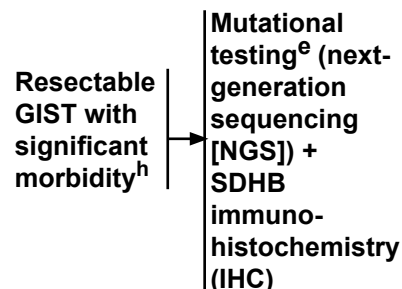 Resectable
GIST with
significant
morbidityʰ
Mutational
testingᵉ (next-
generation
sequencing
[NGS]) +
SDHB
immuno-
histochemistry
(IHC)